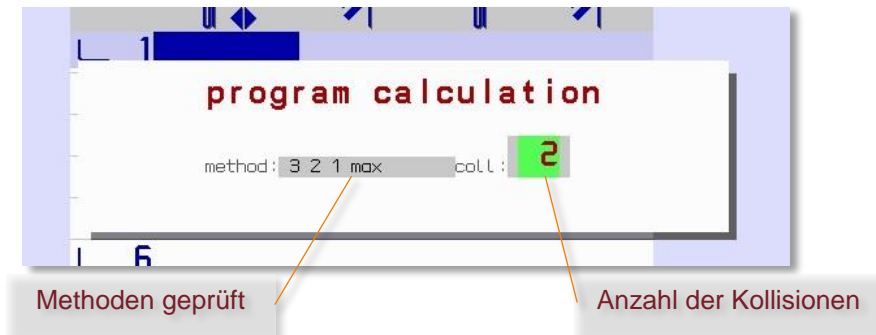 1
program calculation
method: 3 2 1 max coll: 2
6
Methoden geprüft Anzahl der Kollisionen